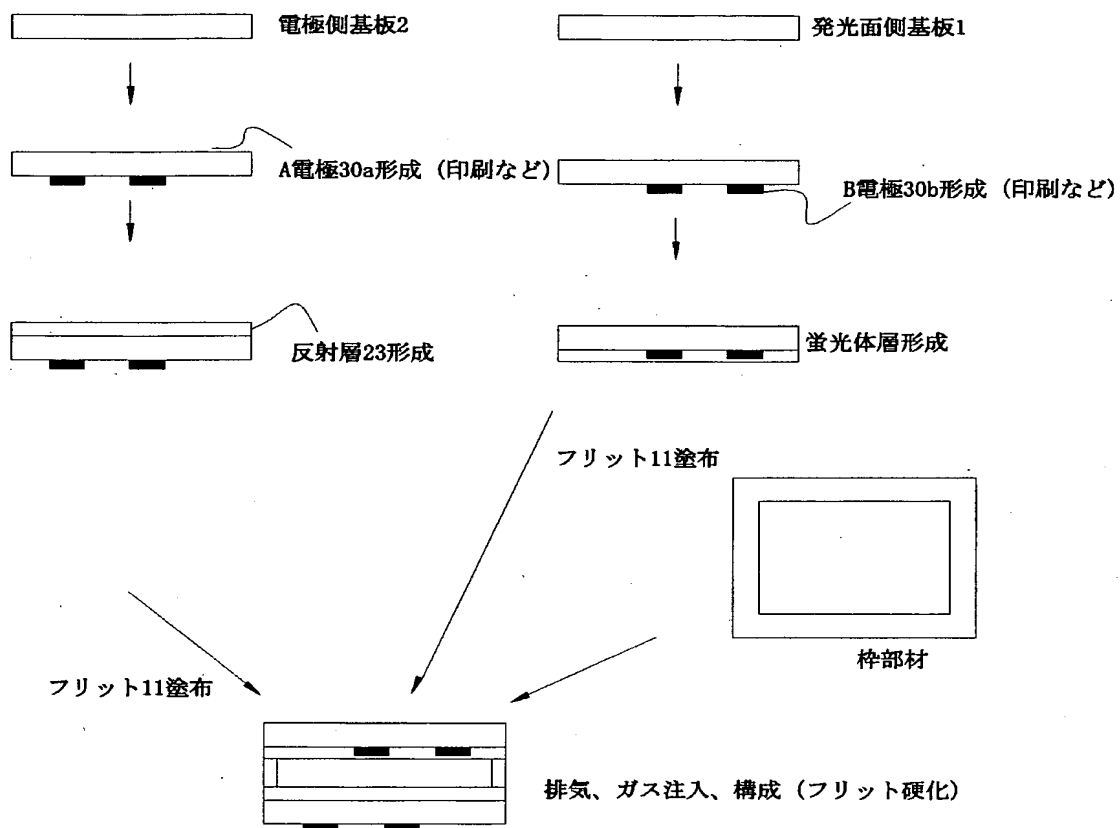 電極側基板2
発光面側基板1
A電極30a形成（印刷など）
B電極30b形成（印刷など）
反射層23形成
蛍光体層形成
フリット11塗布
枠部材
フリット11塗布
排気、ガス注入、構成（フリット硬化）